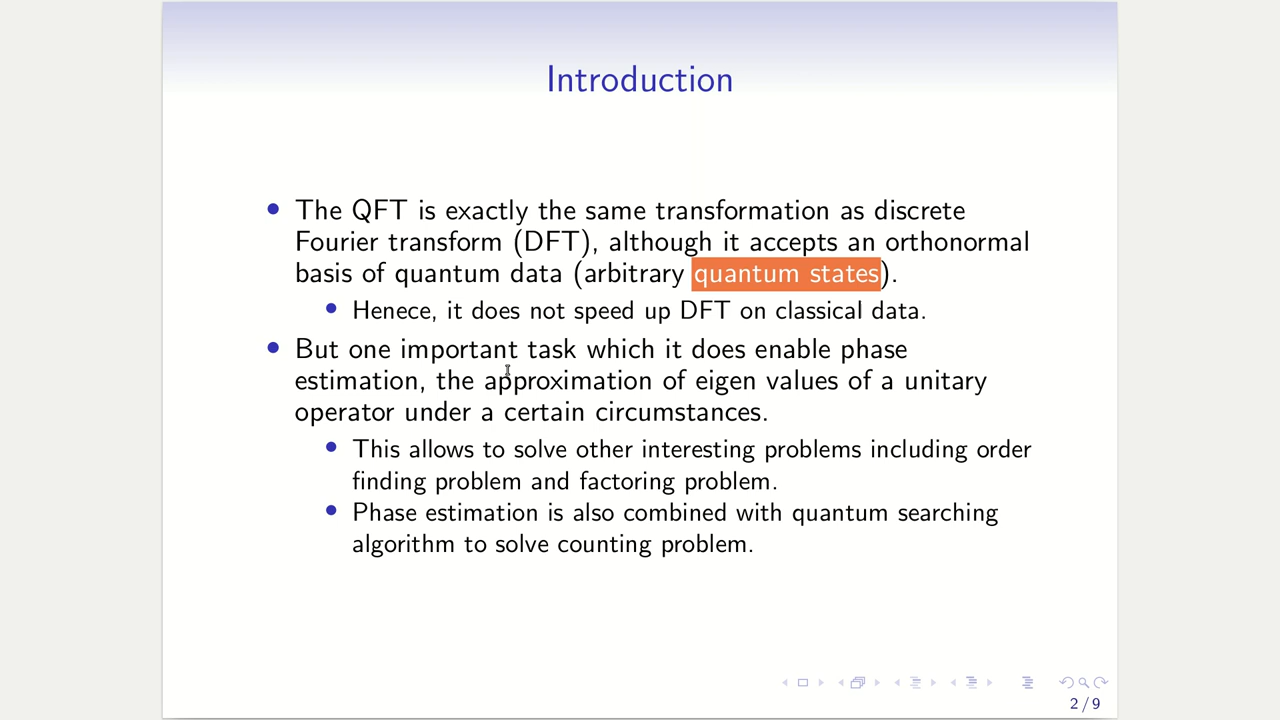 Introduction
The QFT is exactly the same transformation as discrete
Fourier transform (DFT), although it accepts an orthonormal
basis of quantum data (arbitrary quantum states).
Henece, it does not speed up DFT on classical data.
But one important task which it does enable phase
estimation, the approximation of eigen values of a unitary
operator under a certain circumstances.
This allows to solve other interesting problems including order
finding problem and factoring problem.
Phase estimation is also combined with quantum searching
algorithm to solve counting problem.
2 / 9